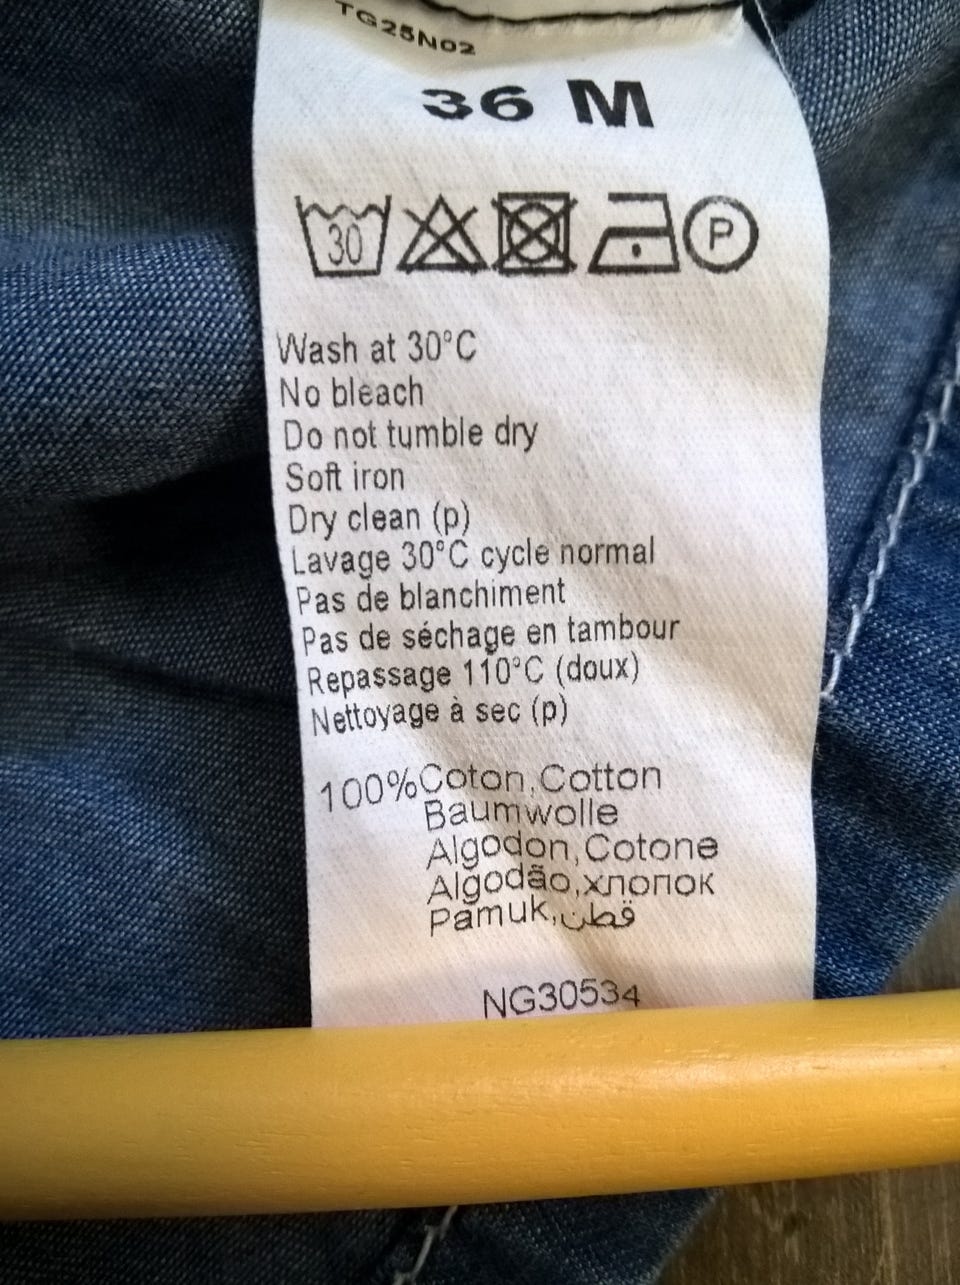 TG25N02
36 M
30 P
Wash at 30°C
No bleach
Do not tumble dry
Soft iron
Dry clean (p)
Lavage 30°C cycle normal
Pas de blanchiment
Pas de séchage en tambour
Repassage 110°C (doux)
Nettoyage à sec (p)
100%Coton,Cotton
Baumwolle
Algodon,Cotone
Algodão,хлопок
Pamuk,قطن
NG30534